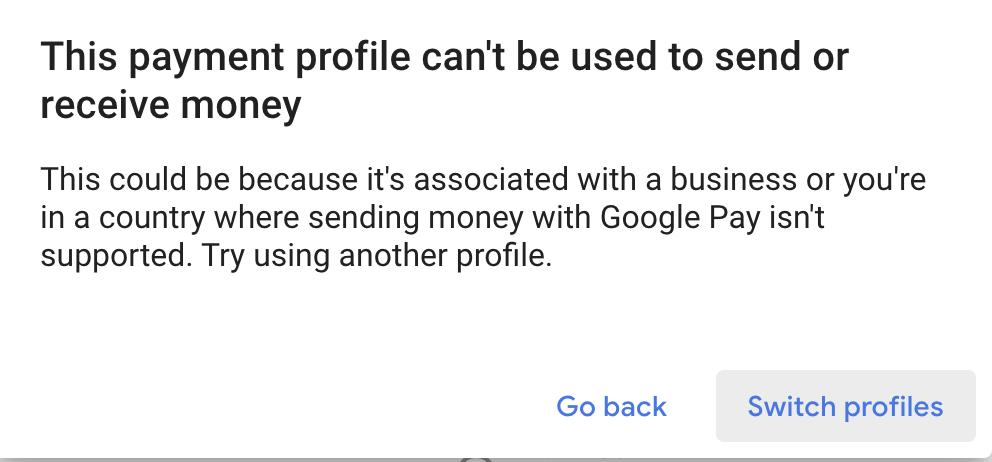 This payment profile can't be used to send or
receive money
This could be because it's associated with a business or you're
in a country where sending money with Google Pay isn't
supported. Try using another profile.
Go back
Switch profiles